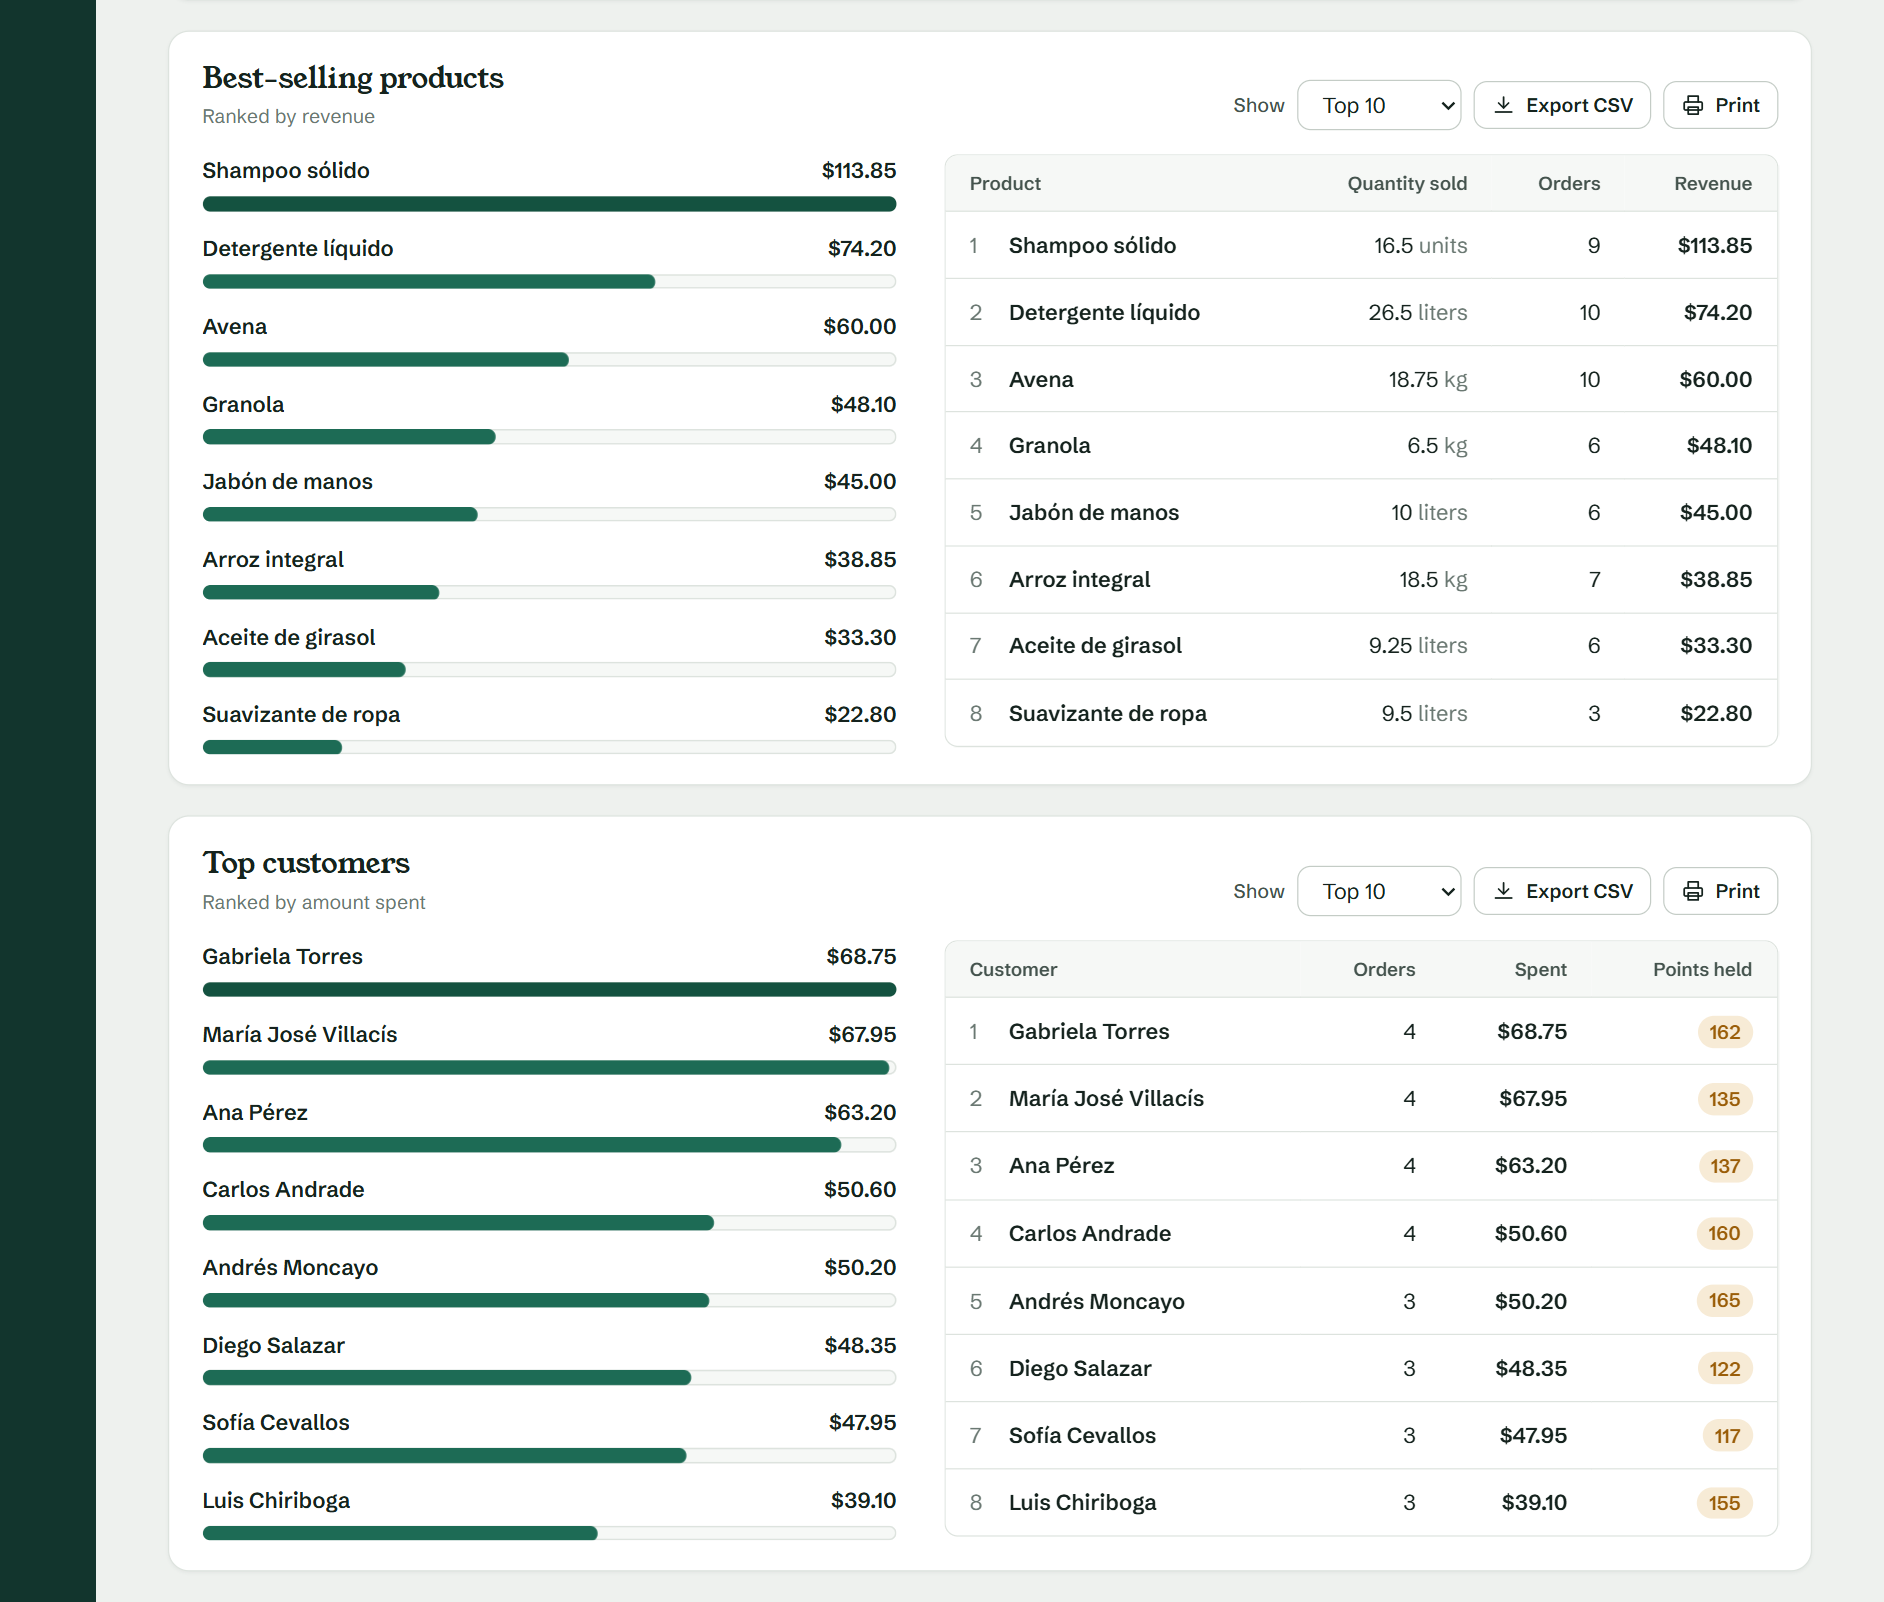 Best-selling products
Ranked by revenue
Show Top 10 Export CSV Print
Shampoo sólido $113.85
Detergente líquido $74.20
Avena $60.00
Granola $48.10
Jabón de manos $45.00
Arroz integral $38.85
Aceite de girasol $33.30
Suavizante de ropa $22.80
Product Quantity sold Orders Revenue
1 Shampoo sólido 16.5 units 9 $113.85
2 Detergente líquido 26.5 liters 10 $74.20
3 Avena 18.75 kg 10 $60.00
4 Granola 6.5 kg 6 $48.10
5 Jabón de manos 10 liters 6 $45.00
6 Arroz integral 18.5 kg 7 $38.85
7 Aceite de girasol 9.25 liters 6 $33.30
8 Suavizante de ropa 9.5 liters 3 $22.80
Top customers
Ranked by amount spent
Show Top 10 Export CSV Print
Gabriela Torres $68.75
María José Villacís $67.95
Ana Pérez $63.20
Carlos Andrade $50.60
Andrés Moncayo $50.20
Diego Salazar $48.35
Sofía Cevallos $47.95
Luis Chiriboga $39.10
Customer Orders Spent Points held
1 Gabriela Torres 4 $68.75 162
2 María José Villacís 4 $67.95 135
3 Ana Pérez 4 $63.20 137
4 Carlos Andrade 4 $50.60 160
5 Andrés Moncayo 3 $50.20 165
6 Diego Salazar 3 $48.35 122
7 Sofía Cevallos 3 $47.95 117
8 Luis Chiriboga 3 $39.10 155